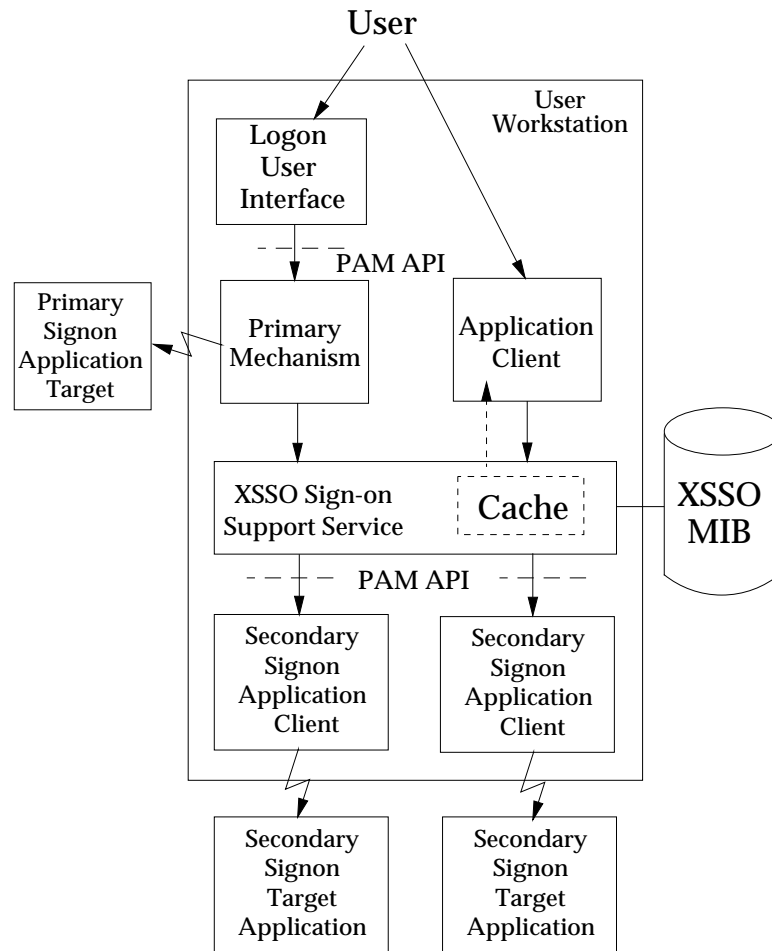 User
User
Workstation
Logon
User
Interface
PAM API
Primary
Signon
Application
Target
Primary
Mechanism
Application
Client
XSSO Sign-on
Support Service
Cache
XSSO
MIB
PAM API
Secondary
Signon
Application
Client
Secondary
Signon
Application
Client
Secondary
Signon
Target
Application
Secondary
Signon
Target
Application